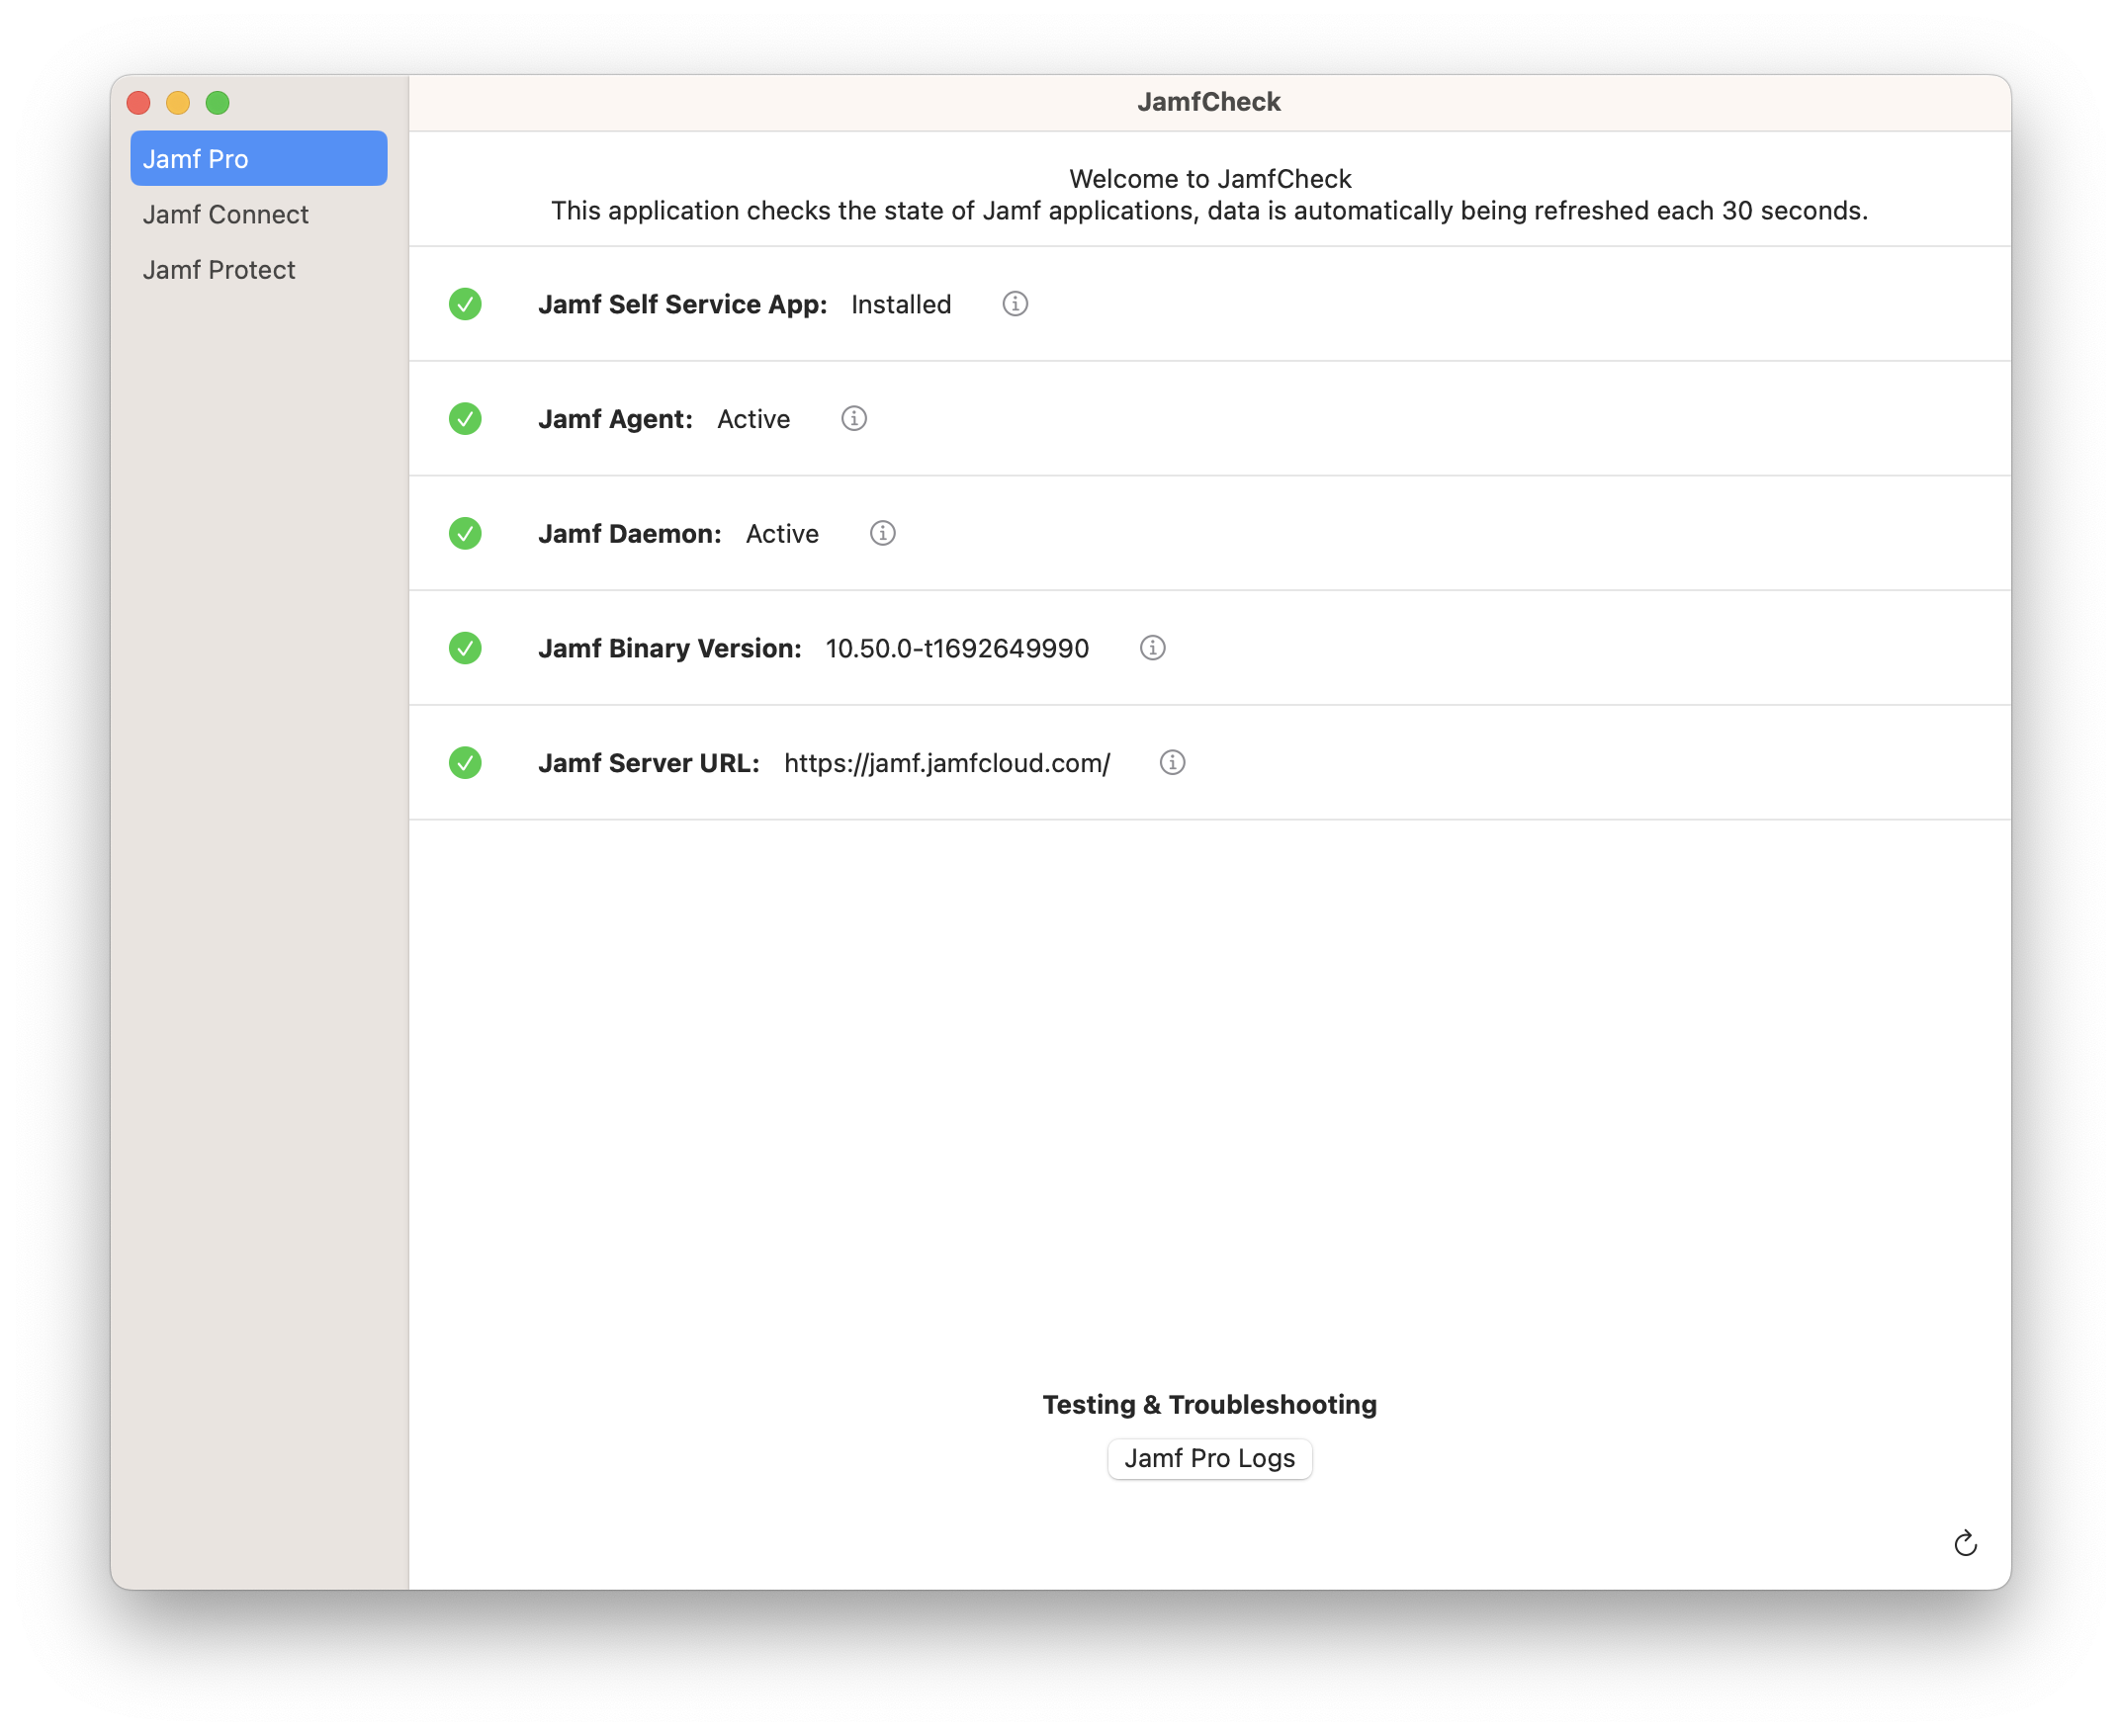 JamfCheck
Jamf Pro
Jamf Connect
Jamf Protect
Welcome to JamfCheck
This application checks the state of Jamf applications, data is automatically being refreshed each 30 seconds.
Jamf Self Service App: Installed
Jamf Agent: Active
Jamf Daemon: Active
Jamf Binary Version: 10.50.0-t1692649990
Jamf Server URL: https://jamf.jamfcloud.com/
Testing & Troubleshooting
Jamf Pro Logs